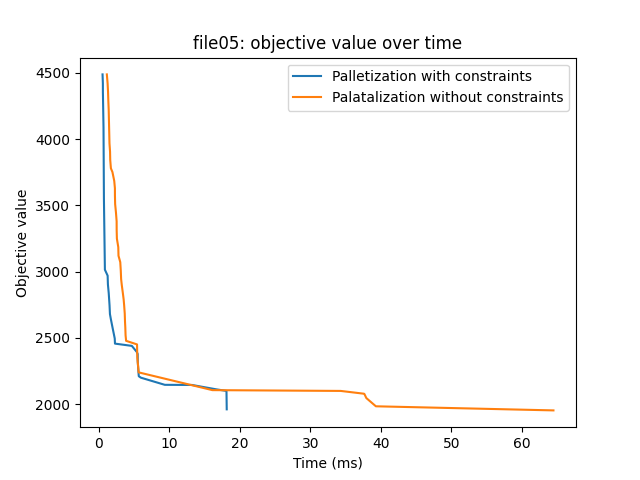 file05: objective value over time
Palletization with constraints
Palatalization without constraints
Objective value
4500
4000
3500
3000
2500
2000
0 10 20 30 40 50 60
Time (ms)